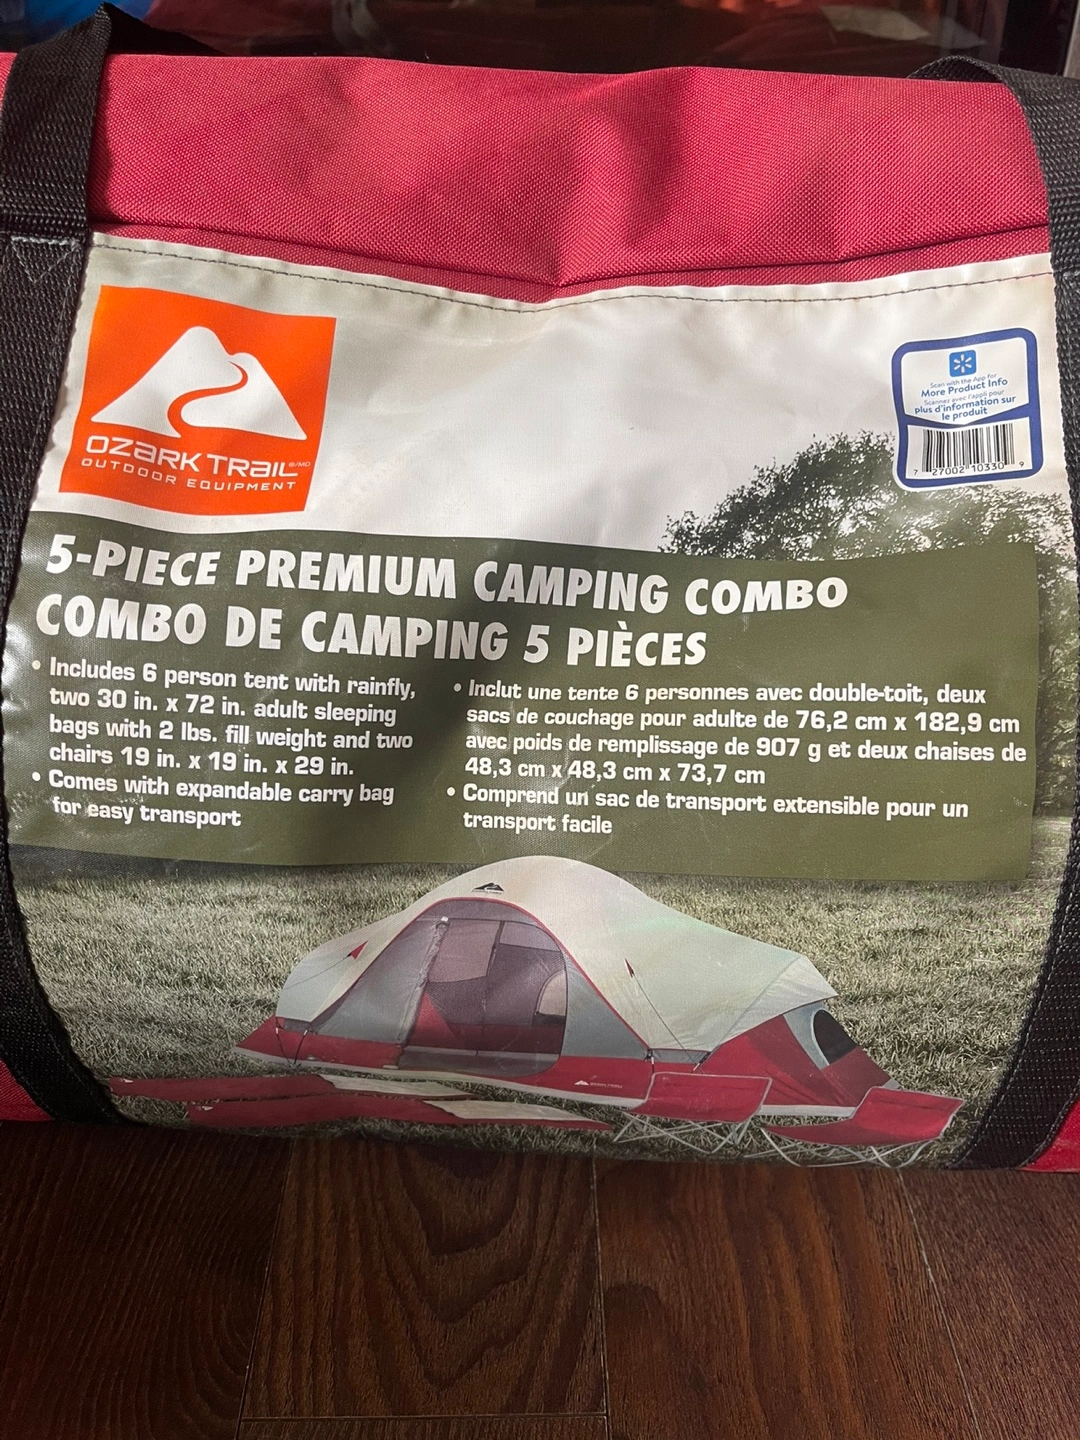 OZARK TRAIL ®/MD
OUTDOOR EQUIPMENT
Scan with the App for
More Product Info
Scannez avec l'appli pour
plus d'information sur
le produit
7 27002 10330 9
5-PIECE PREMIUM CAMPING COMBO
COMBO DE CAMPING 5 PIÈCES
• Includes 6 person tent with rainfly,
two 30 in. x 72 in. adult sleeping
bags with 2 lbs. fill weight and two
chairs 19 in. x 19 in. x 29 in.
• Comes with expandable carry bag
for easy transport
• Inclut une tente 6 personnes avec double-toit, deux
sacs de couchage pour adulte de 76,2 cm x 182,9 cm
avec poids de remplissage de 907 g et deux chaises de
48,3 cm x 48,3 cm x 73,7 cm
• Comprend un sac de transport extensible pour un
transport facile
OZARK TRAIL